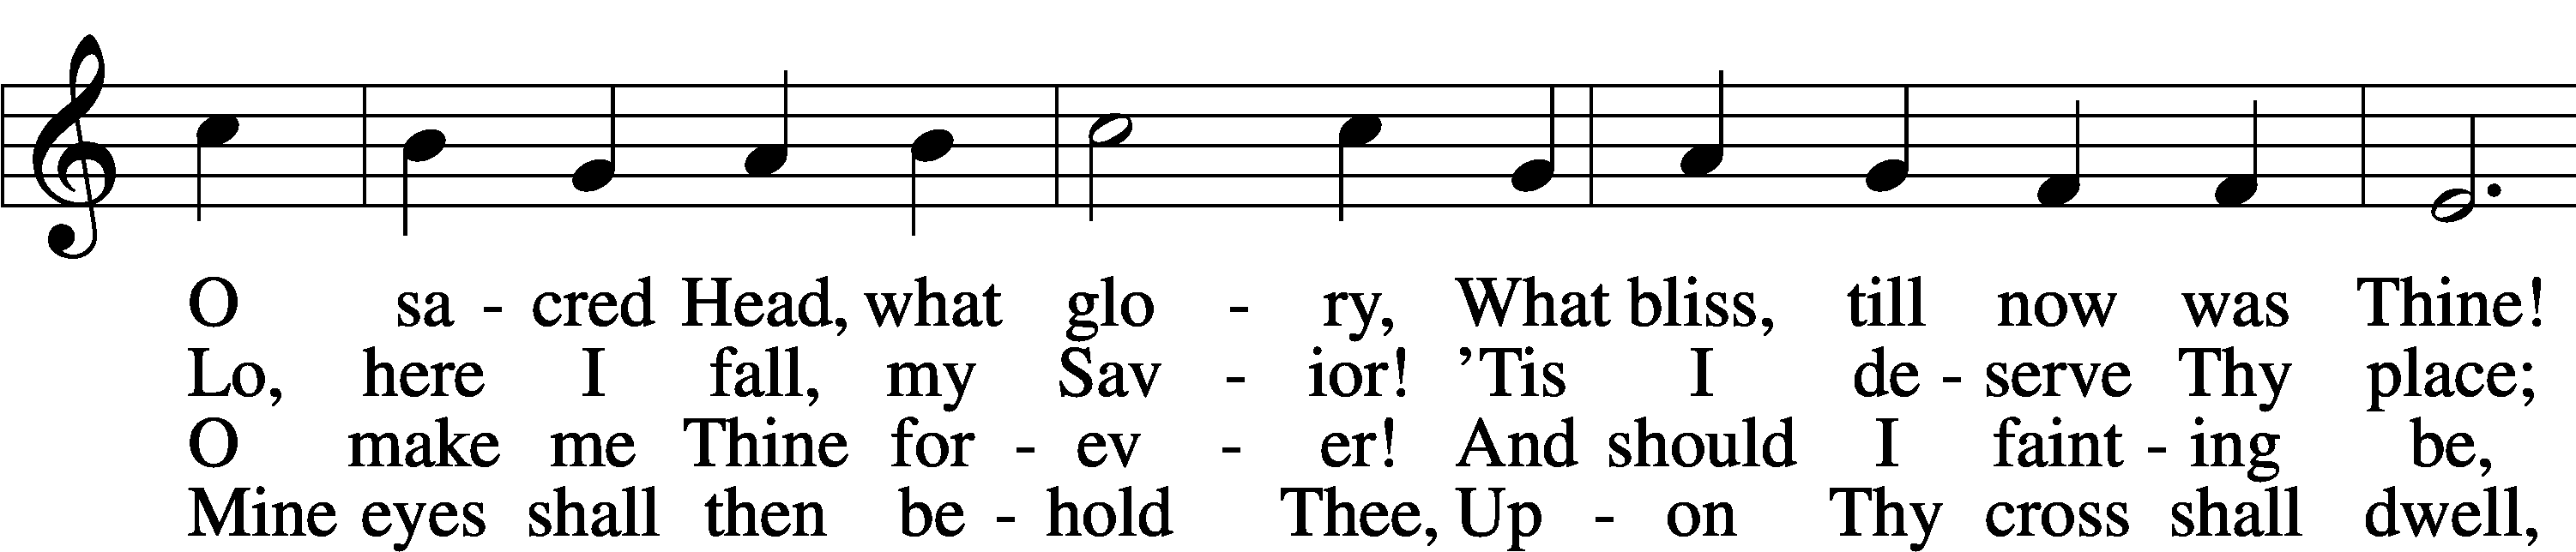 O sa - cred Head, what glo - ry, What bliss, till now was Thine!
Lo, here I fall, my Sav - ior! ’Tis I de - serve Thy place;
O make me Thine for - ev - er! And should I faint - ing be,
Mine eyes shall then be - hold Thee, Up - on Thy cross shall dwell,